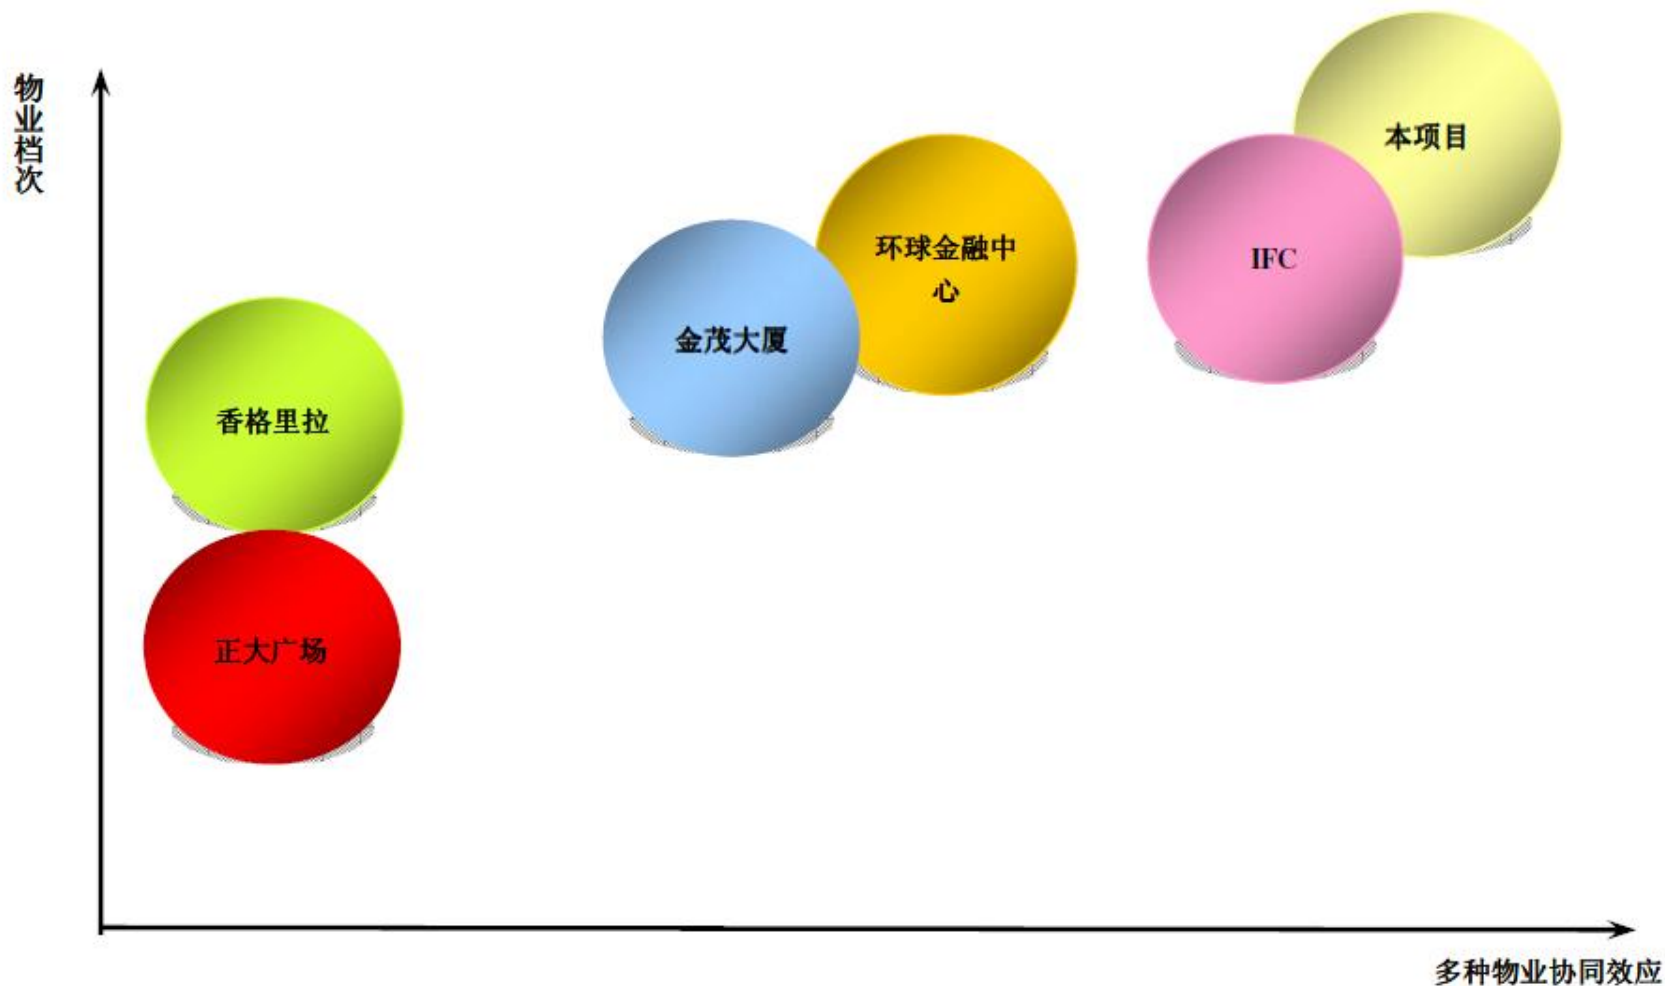 物业档次
本项目
环球金融中
心
IFC
金茂大厦
香格里拉
正大广场
多种物业协同效应